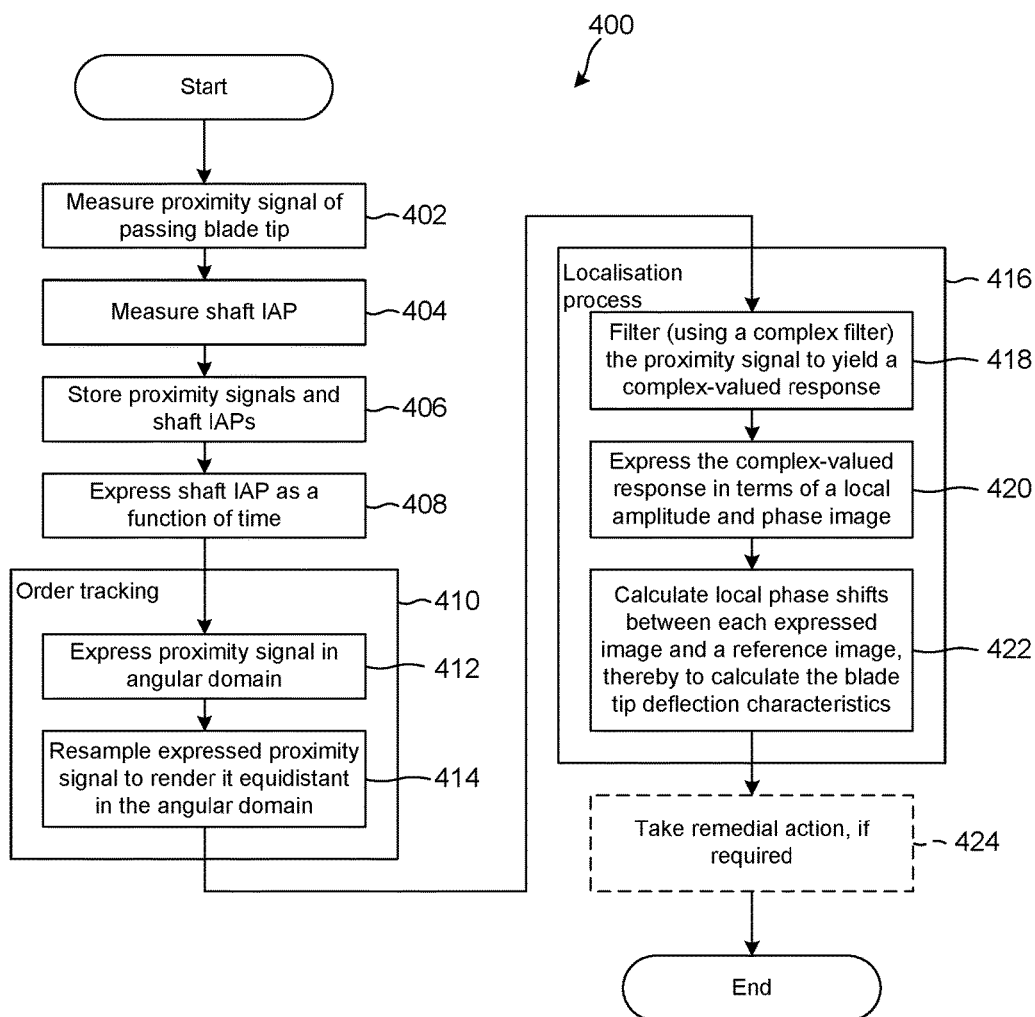 400
Start
Measure proximity signal of
passing blade tip
402
Measure shaft IAP
404
Store proximity signals and
shaft IAPs
406
Express shaft IAP as a
function of time
408
Order tracking
410
Express proximity signal in
angular domain
412
Resample expressed proximity
signal to render it equidistant
in the angular domain
414
Localisation
process
416
Filter (using a complex filter)
the proximity signal to yield a
complex-valued response
418
Express the complex-valued
response in terms of a local
amplitude and phase image
420
Calculate local phase shifts
between each expressed
image and a reference image,
thereby to calculate the blade
tip deflection characteristics
422
Take remedial action, if
required
424
End